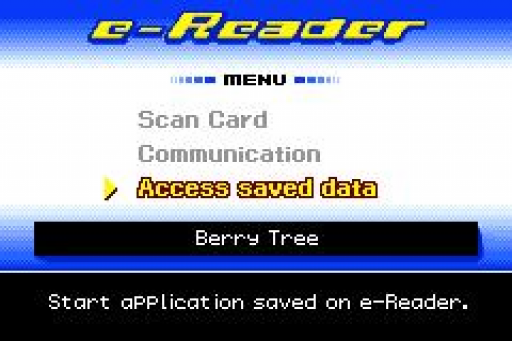 e-Reader
MENU
Scan Card
Communication
Access saved data
Berry Tree
Start application saved on e-Reader.